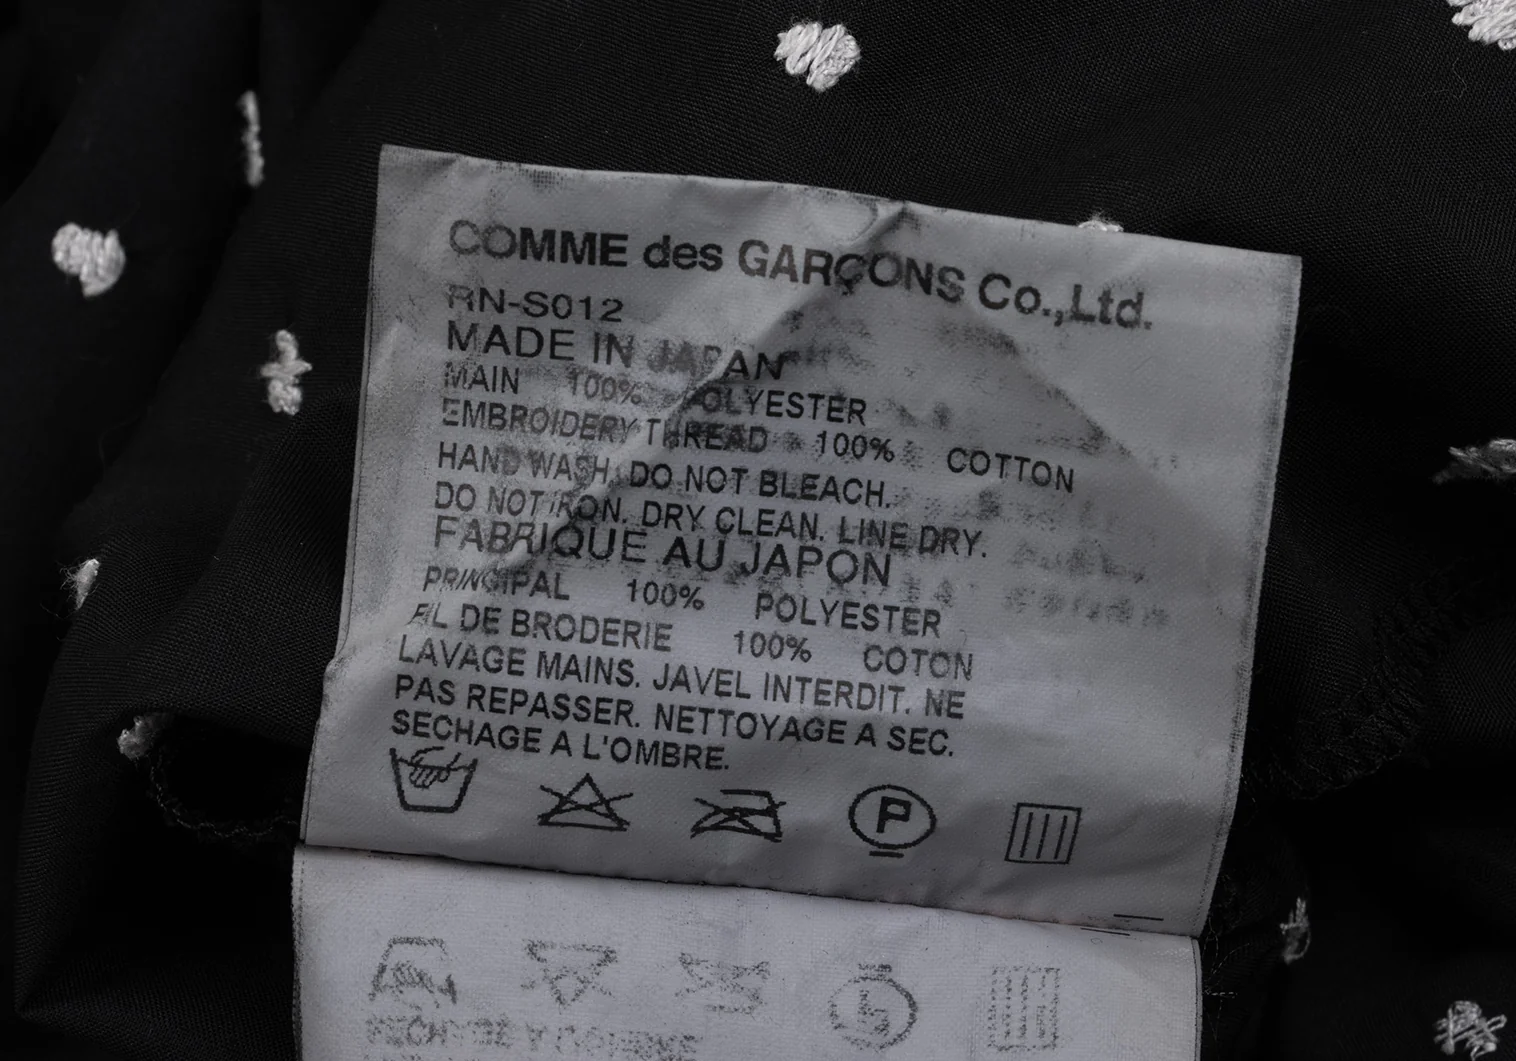 COMME des GARÇONS Co.,Ltd.
RN-S012
MADE IN JAPAN
MAIN 100% POLYESTER
EMBROIDERY THREAD 100% COTTON
HAND WASH. DO NOT BLEACH.
DO NOT IRON. DRY CLEAN. LINE DRY.
FABRIQUE AU JAPON
PRINCIPAL 100% POLYESTER
FIL DE BRODERIE 100% COTON
LAVAGE MAINS. JAVEL INTERDIT. NE
PAS REPASSER. NETTOYAGE A SEC.
SECHAGE A L'OMBRE.
P